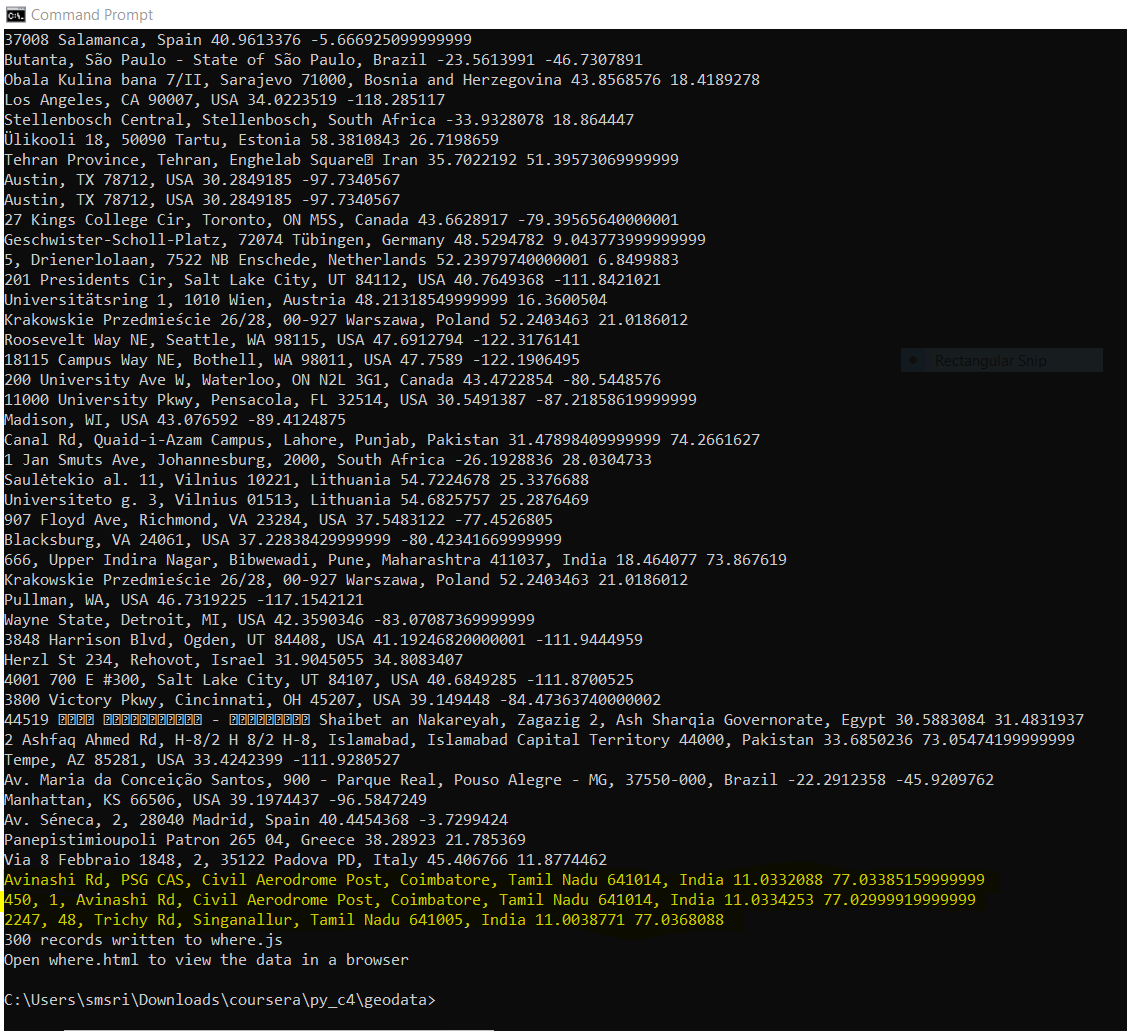 Command Prompt
37008 Salamanca, Spain 40.9613376 -5.666925099999999
Butanta, São Paulo - State of São Paulo, Brazil -23.5613991 -46.7307891
Obala Kulina bana 7/II, Sarajevo 71000, Bosnia and Herzegovina 43.8568576 18.4189278
Los Angeles, CA 90007, USA 34.0223519 -118.285117
Stellenbosch Central, Stellenbosch, South Africa -33.9328078 18.864447
Ülikooli 18, 50090 Tartu, Estonia 58.3810843 26.7198659
Tehran Province, Tehran, Enghelab Square Iran 35.7022192 51.39573069999999
Austin, TX 78712, USA 30.2849185 -97.7340567
Austin, TX 78712, USA 30.2849185 -97.7340567
27 Kings College Cir, Toronto, ON M5S, Canada 43.6628917 -79.39565640000001
Geschwister-Scholl-Platz, 72074 Tübingen, Germany 48.5294782 9.043773999999999
5, Drienerlolaan, 7522 NB Enschede, Netherlands 52.23979740000001 6.8499883
201 Presidents Cir, Salt Lake City, UT 84112, USA 40.7649368 -111.8421021
Universitätsring 1, 1010 Wien, Austria 48.21318549999999 16.3600504
Krakowskie Przedmieście 26/28, 00-927 Warszawa, Poland 52.2403463 21.0186012
Roosevelt Way NE, Seattle, WA 98115, USA 47.6912794 -122.3176141
18115 Campus Way NE, Bothell, WA 98011, USA 47.7589 -122.1906495
Rectangular Snip
200 University Ave W, Waterloo, ON N2L 3G1, Canada 43.4722854 -80.5448576
11000 University Pkwy, Pensacola, FL 32514, USA 30.5491387 -87.21858619999999
Madison, WI, USA 43.076592 -89.4124875
Canal Rd, Quaid-i-Azam Campus, Lahore, Punjab, Pakistan 31.47898409999999 74.2661627
1 Jan Smuts Ave, Johannesburg, 2000, South Africa -26.1928836 28.0304733
Saulėtekio al. 11, Vilnius 10221, Lithuania 54.7224678 25.3376688
Universiteto g. 3, Vilnius 01513, Lithuania 54.6825757 25.2876469
907 Floyd Ave, Richmond, VA 23284, USA 37.5483122 -77.4526805
Blacksburg, VA 24061, USA 37.22838429999999 -80.42341669999999
666, Upper Indira Nagar, Bibwewadi, Pune, Maharashtra 411037, India 18.464077 73.867619
Krakowskie Przedmieście 26/28, 00-927 Warszawa, Poland 52.2403463 21.0186012
Pullman, WA, USA 46.7319225 -117.1542121
Wayne State, Detroit, MI, USA 42.3590346 -83.07087369999999
3848 Harrison Blvd, Ogden, UT 84408, USA 41.19246820000001 -111.9444959
Herzl St 234, Rehovot, Israel 31.9045055 34.8083407
4001 700 E #300, Salt Lake City, UT 84107, USA 40.6849285 -111.8700525
3800 Victory Pkwy, Cincinnati, OH 45207, USA 39.149448 -84.47363740000002
44519 - Shaibet an Nakareyah, Zagazig 2, Ash Sharqia Governorate, Egypt 30.5883084 31.4831937
2 Ashfaq Ahmed Rd, H-8/2 H 8/2 H-8, Islamabad, Islamabad Capital Territory 44000, Pakistan 33.6850236 73.05474199999999
Tempe, AZ 85281, USA 33.4242399 -111.9280527
Av. Maria da Conceição Santos, 900 - Parque Real, Pouso Alegre - MG, 37550-000, Brazil -22.2912358 -45.9209762
Manhattan, KS 66506, USA 39.1974437 -96.5847249
Av. Séneca, 2, 28040 Madrid, Spain 40.4454368 -3.7299424
Panepistimioupoli Patron 265 04, Greece 38.28923 21.785369
Via 8 Febbraio 1848, 2, 35122 Padova PD, Italy 45.406766 11.8774462
Avinashi Rd, PSG CAS, Civil Aerodrome Post, Coimbatore, Tamil Nadu 641014, India 11.0332088 77.03385159999999
450, 1, Avinashi Rd, Civil Aerodrome Post, Coimbatore, Tamil Nadu 641014, India 11.0334253 77.02999919999999
2247, 48, Trichy Rd, Singanallur, Tamil Nadu 641005, India 11.0038771 77.0368088
300 records written to where.js
Open where.html to view the data in a browser
C:\Users\smsri\Downloads\coursera\py_c4\geodata>